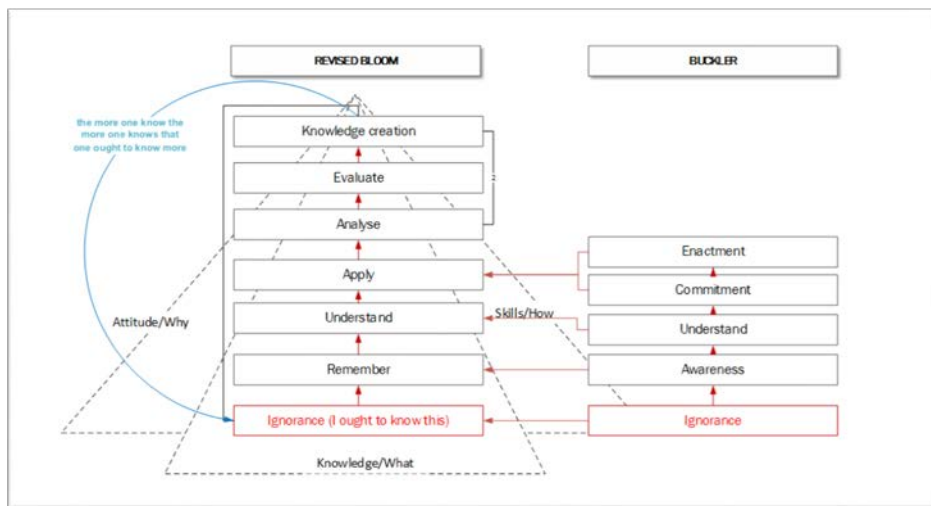 REVISED BLOOM
BUCKLER
the more one know the
more one knows that
one ought to know more
Knowledge creation
Evaluate
2
Analyse
Enactment
Apply
Commitment
Attitude/Why
Understand
Skills/How
Understand
Remember
Awareness
Ignorance (I ought to know this)
Ignorance
Knowledge/What